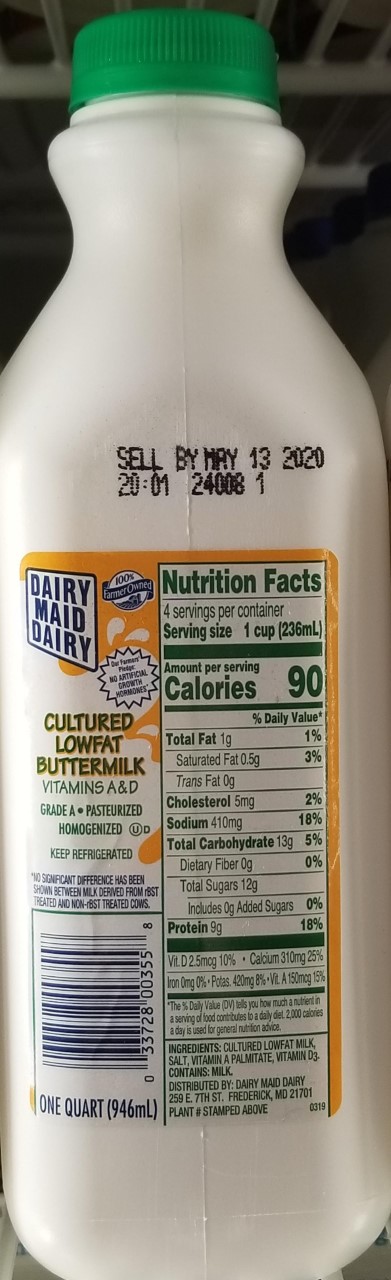 SELL BY MAY 13 2020
20:01 24008 1
DAIRY
MAID
DAIRY
100%
Farmer Owned
Our Farmers'
Pledge:
NO ARTIFICIAL
GROWTH
HORMONES*
CULTURED
LOWFAT
BUTTERMILK
VITAMINS A & D
GRADE A • PASTEURIZED
HOMOGENIZED Ⓤ D
KEEP REFRIGERATED
*NO SIGNIFICANT DIFFERENCE HAS BEEN
SHOWN BETWEEN MILK DERIVED FROM rBST
TREATED AND NON-rBST TREATED COWS.
0 33728 00355 8
ONE QUART (946mL)
Nutrition Facts
4 servings per container
Serving size 1 cup (236mL)
Amount per serving
Calories 90
% Daily Value*
Total Fat 1g 1%
Saturated Fat 0.5g 3%
Trans Fat 0g
Cholesterol 5mg 2%
Sodium 410mg 18%
Total Carbohydrate 13g 5%
Dietary Fiber 0g 0%
Total Sugars 12g
Includes 0g Added Sugars 0%
Protein 9g 18%
Vit. D 2.5mcg 10% • Calcium 310mg 25%
Iron 0mg 0% • Potas. 420mg 8% • Vit. A 150mcg 15%
*The % Daily Value (DV) tells you how much a nutrient in
a serving of food contributes to a daily diet. 2,000 calories
a day is used for general nutrition advice.
INGREDIENTS: CULTURED LOWFAT MILK,
SALT, VITAMIN A PALMITATE, VITAMIN D3.
CONTAINS: MILK.
DISTRIBUTED BY: DAIRY MAID DAIRY
259 E. 7TH ST. FREDERICK, MD 21701
PLANT # STAMPED ABOVE 0319